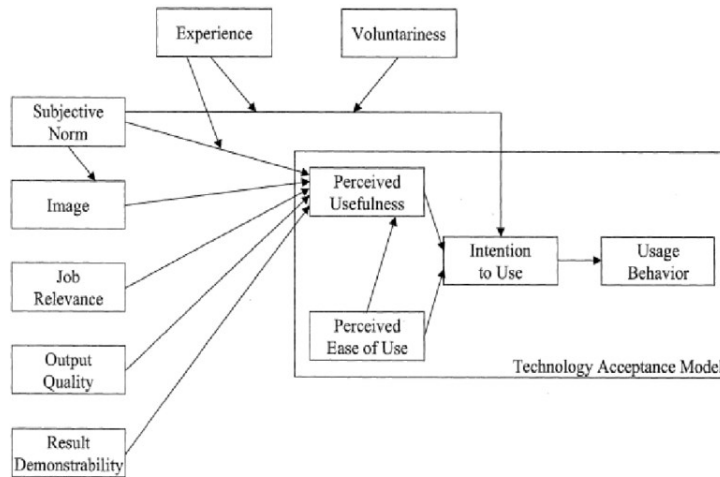 Experience
Voluntariness
Subjective
Norm
Image
Perceived
Usefulness
Intention
to Use
Usage
Behavior
Job
Relevance
Perceived
Ease of Use
Output
Quality
Technology Acceptance Model
Result
Demonstrability